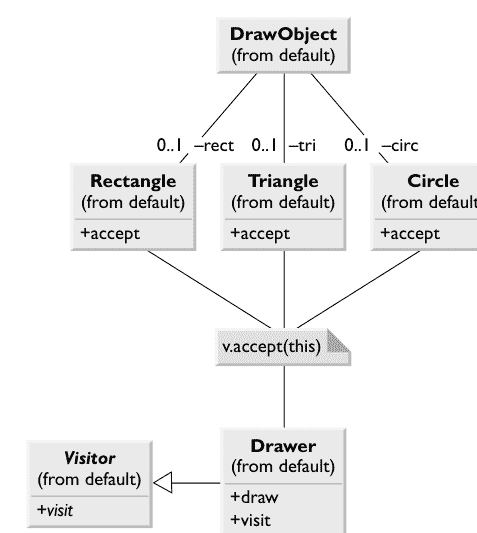 DrawObject
(from default)
0..1 –rect 0..1 –tri 0..1 –circ
Rectangle
(from default)
+accept
Triangle
(from default)
+accept
Circle
(from default
+accept
v.accept(this)
Visitor
(from default)
+visit
Drawer
(from default)
+draw
+visit